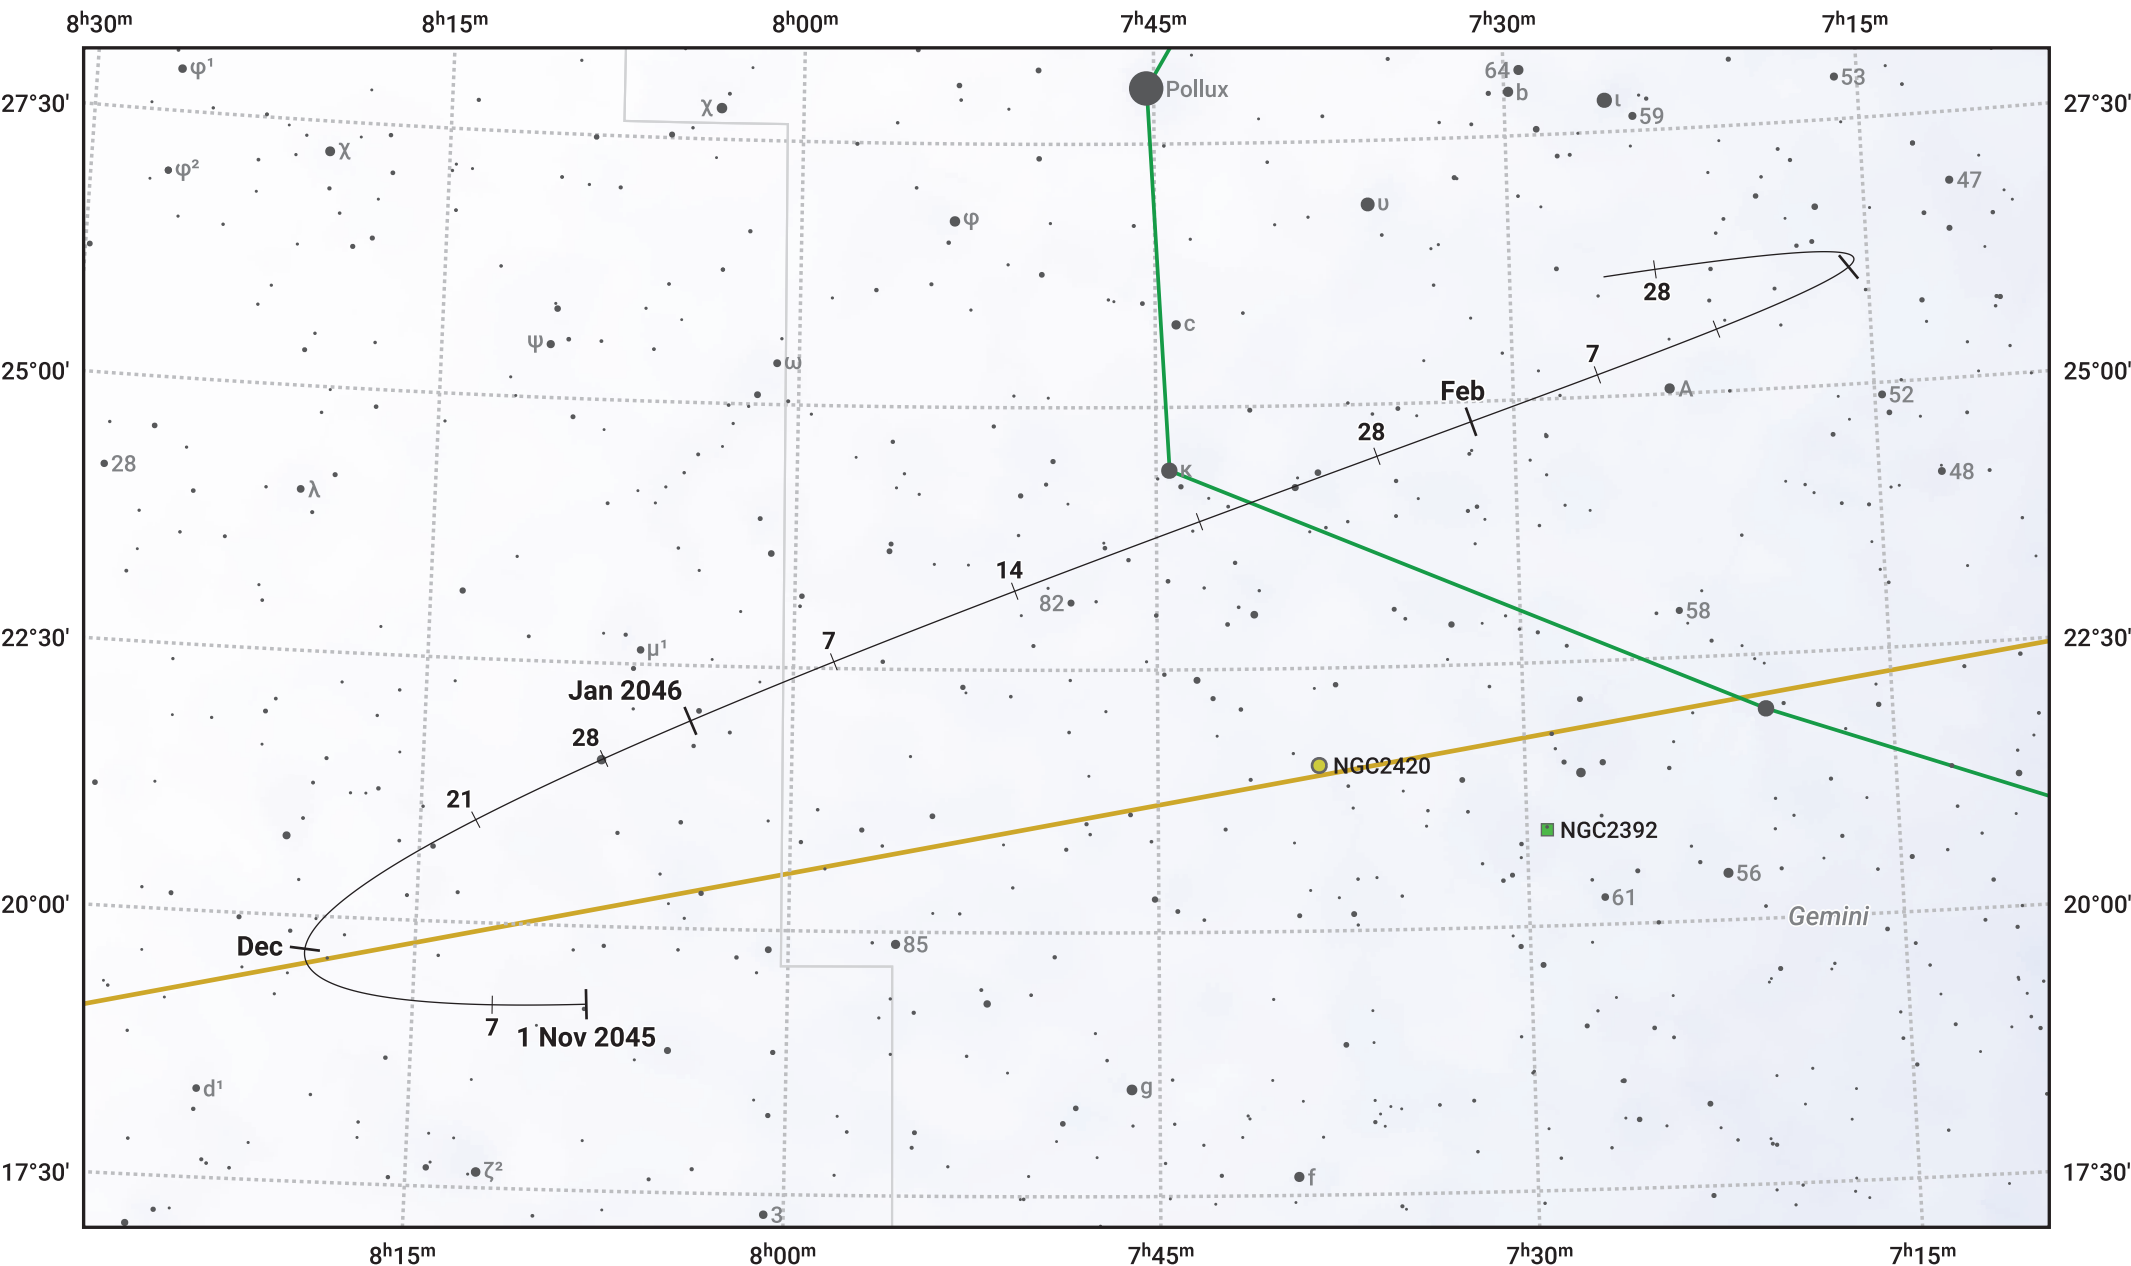 8ʰ30ᵐ 8ʰ15ᵐ 8ʰ00ᵐ 7ʰ45ᵐ 7ʰ30ᵐ 7ʰ15ᵐ
φ¹ 64 53
Pollux b ι
27°30' χ 59 27°30'
χ
φ² 47
φ υ
28
c
ψ 7
ω
25°00' Feb A 52 25°00'
28
28 λ κ 48
14
82 58
22°30' μ¹ 7 22°30'
Jan 2046
28
NGC2420
21
NGC2392
56
61
20°00' Gemini 20°00'
Dec 85
7
1 Nov 2045
d¹ g
17°30' ζ² f 17°30'
3
8ʰ15ᵐ 8ʰ00ᵐ 7ʰ45ᵐ 7ʰ30ᵐ 7ʰ15ᵐ